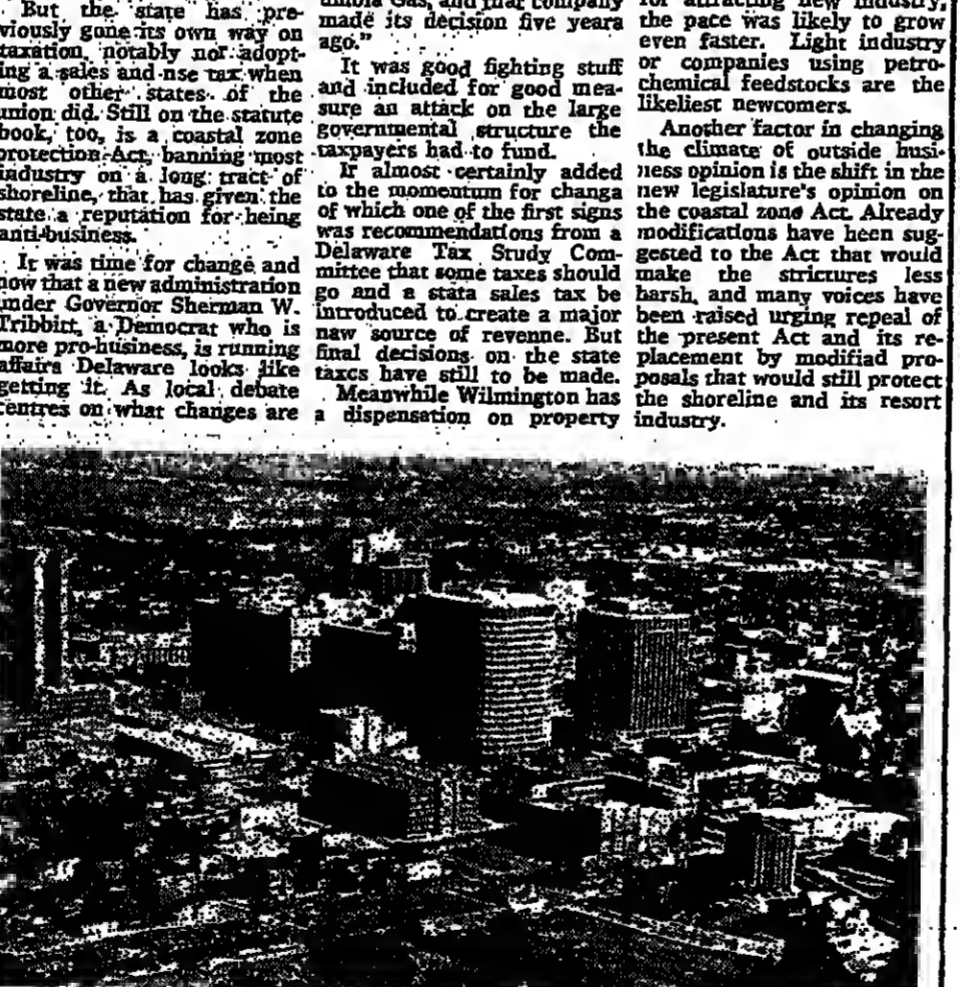 But the state has pre-
viously gone its own way on
taxation, notably not adopt-
ing a sales and nse tax when
most other states of the
union did. Still on the statute
book, too, is a coastal zone
protection Act, banning most
industry on a long tract of
shoreline, that has given the
state a reputation for being
anti-business.
It was time for change and
now that a new administration
under Governor Sherman W.
Tribbitt, a Democrat who is
more pro-business, is running
affairs Delaware looks like
getting it. As local debate
centres on what changes are
Gas, and that company
made its decision five yeara
ago."
It was good fighting stuff
and included for good mea-
sure an attack on the large
governmental structure the
taxpayers had to fund.
It almost certainly added
to the momentum for changa
of which one of the first signs
was recommendations from a
Delaware Tax Study Com-
mittee that some taxes should
go and a stata sales tax be
introduced to create a major
naw source of revenne. But
final decisions on the state
taxes have still to be made.
Meanwhile Wilmington has
a dispensation on property
for attracting new industry,
the pace was likely to grow
even faster. Light industry
or companies using petro-
chemical feedstocks are the
likeliest newcomers.
Another factor in changing
the climate of outside busi-
ness opinion is the shift in the
new legislature's opinion on
the coastal zone Act. Already
modifications have been sug-
gested to the Act that would
make the strictures less
harsh, and many voices have
been raised urging repeal of
the present Act and its re-
placement by modifiad pro-
posals that would still protect
the shoreline and its resort
industry.